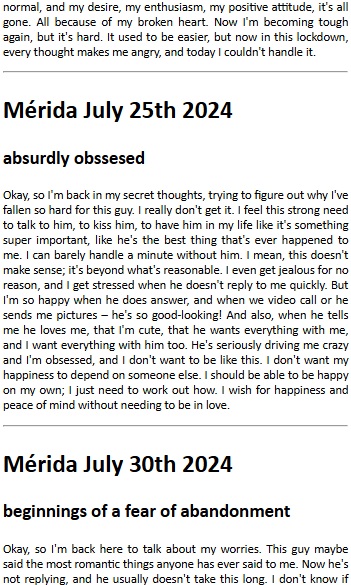 normal, and my desire, my enthusiasm, my positive attitude, it's all
gone. All because of my broken heart. Now I'm becoming tough
again, but it's hard. It used to be easier, but now in this lockdown,
every thought makes me angry, and today I couldn't handle it.
Mérida July 25th 2024
absurdly obssesed
Okay, so I'm back in my secret thoughts, trying to figure out why I've
fallen so hard for this guy. I really don't get it. I feel this strong need
to talk to him, to kiss him, to have him in my life like it's something
super important, like he's the best thing that's ever happened to
me. I can barely handle a minute without him. I mean, this doesn't
make sense; it's beyond what's reasonable. I even get jealous for no
reason, and I get stressed when he doesn't reply to me quickly. But
I'm so happy when he does answer, and when we video call or he
sends me pictures – he's so good-looking! And also, when he tells
me he loves me, that I'm cute, that he wants everything with me,
and I want everything with him too. He's seriously driving me crazy
and I'm obsessed, and I don't want to be like this. I don't want my
happiness to depend on someone else. I should be able to be happy
on my own; I just need to work out how. I wish for happiness and
peace of mind without needing to be in love.
Mérida July 30th 2024
beginnings of a fear of abandonment
Okay, so I'm back here to talk about my worries. This guy maybe
said the most romantic things anyone has ever said to me. Now he's
not replying, and he usually doesn't take this long. I don't know if